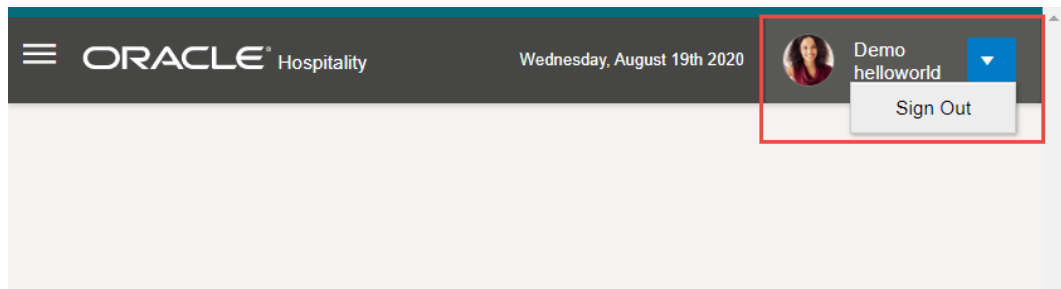 ORACLE® Hospitality
Wednesday, August 19th 2020
Demo
helloworld
Sign Out